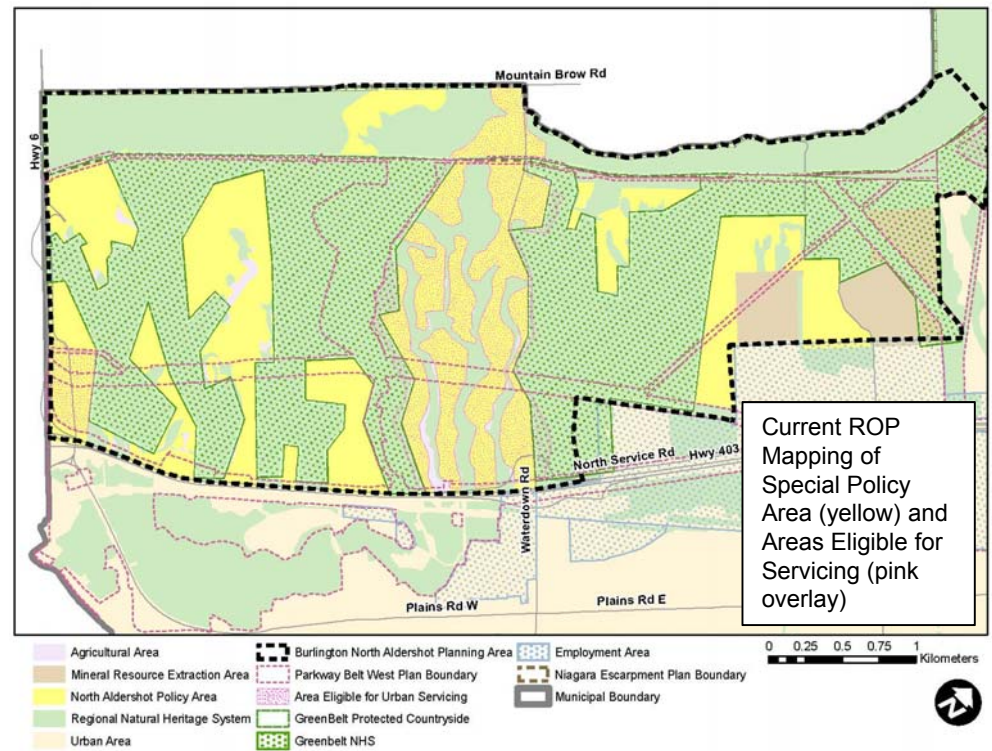 Mountain Brow Rd
Hwy 6
North Service Rd
Hwy 403
Waterdown Rd
Plains Rd W
Plains Rd E
Current ROP
Mapping of
Special Policy
Area (yellow) and
Areas Eligible for
Servicing (pink
overlay)
Agricultural Area
Mineral Resource Extraction Area
North Aldershot Policy Area
Regional Natural Heritage System
Urban Area
Burlington North Aldershot Planning Area
Parkway Belt West Plan Boundary
Area Eligible for Urban Servicing
GreenBelt Protected Countryside
Greenbelt NHS
Employment Area
Niagara Escarpment Plan Boundary
Municipal Boundary
0 0.25 0.5 0.75 1
Kilometers
N